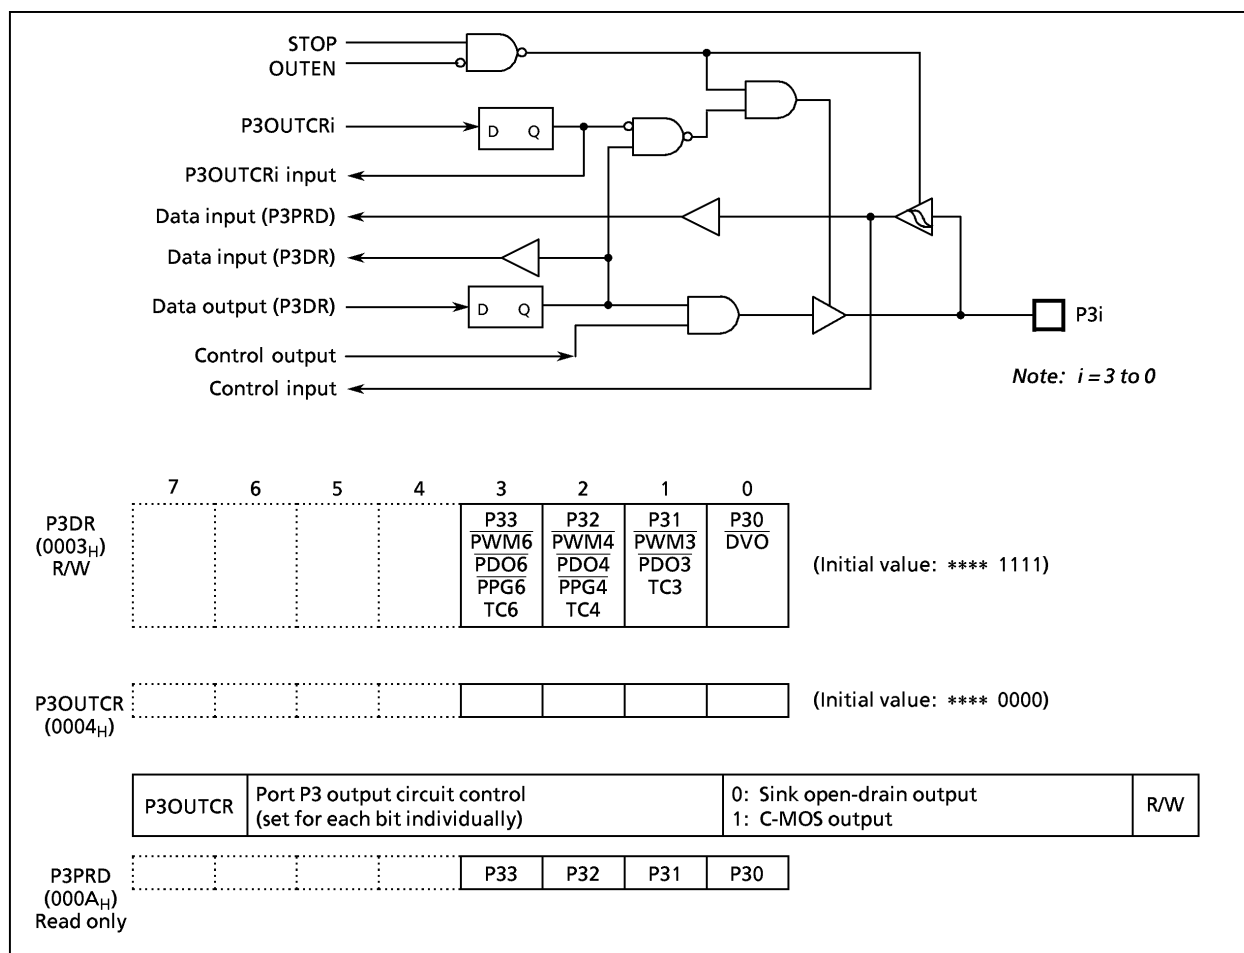 STOP
OUTEN
P3OUTCRi
D Q
P3OUTCRi input
Data input (P3PRD)
Data input (P3DR)
Data output (P3DR)
D Q
P3i
Control output
Control input
Note: i = 3 to 0
7 6 5 4 3 2 1 0
P3DR
(0003H)
R/W
P33
PWM6
PDO6
PPG6
TC6
P32
PWM4
PDO4
PPG4
TC4
P31
PWM3
PDO3
TC3
P30
DVO
(Initial value: **** 1111)
P3OUTCR
(0004H)
(Initial value: **** 0000)
P3OUTCR
Port P3 output circuit control
(set for each bit individually)
0: Sink open-drain output
1: C-MOS output
R/W
P3PRD
(000AH)
Read only
P33 P32 P31 P30